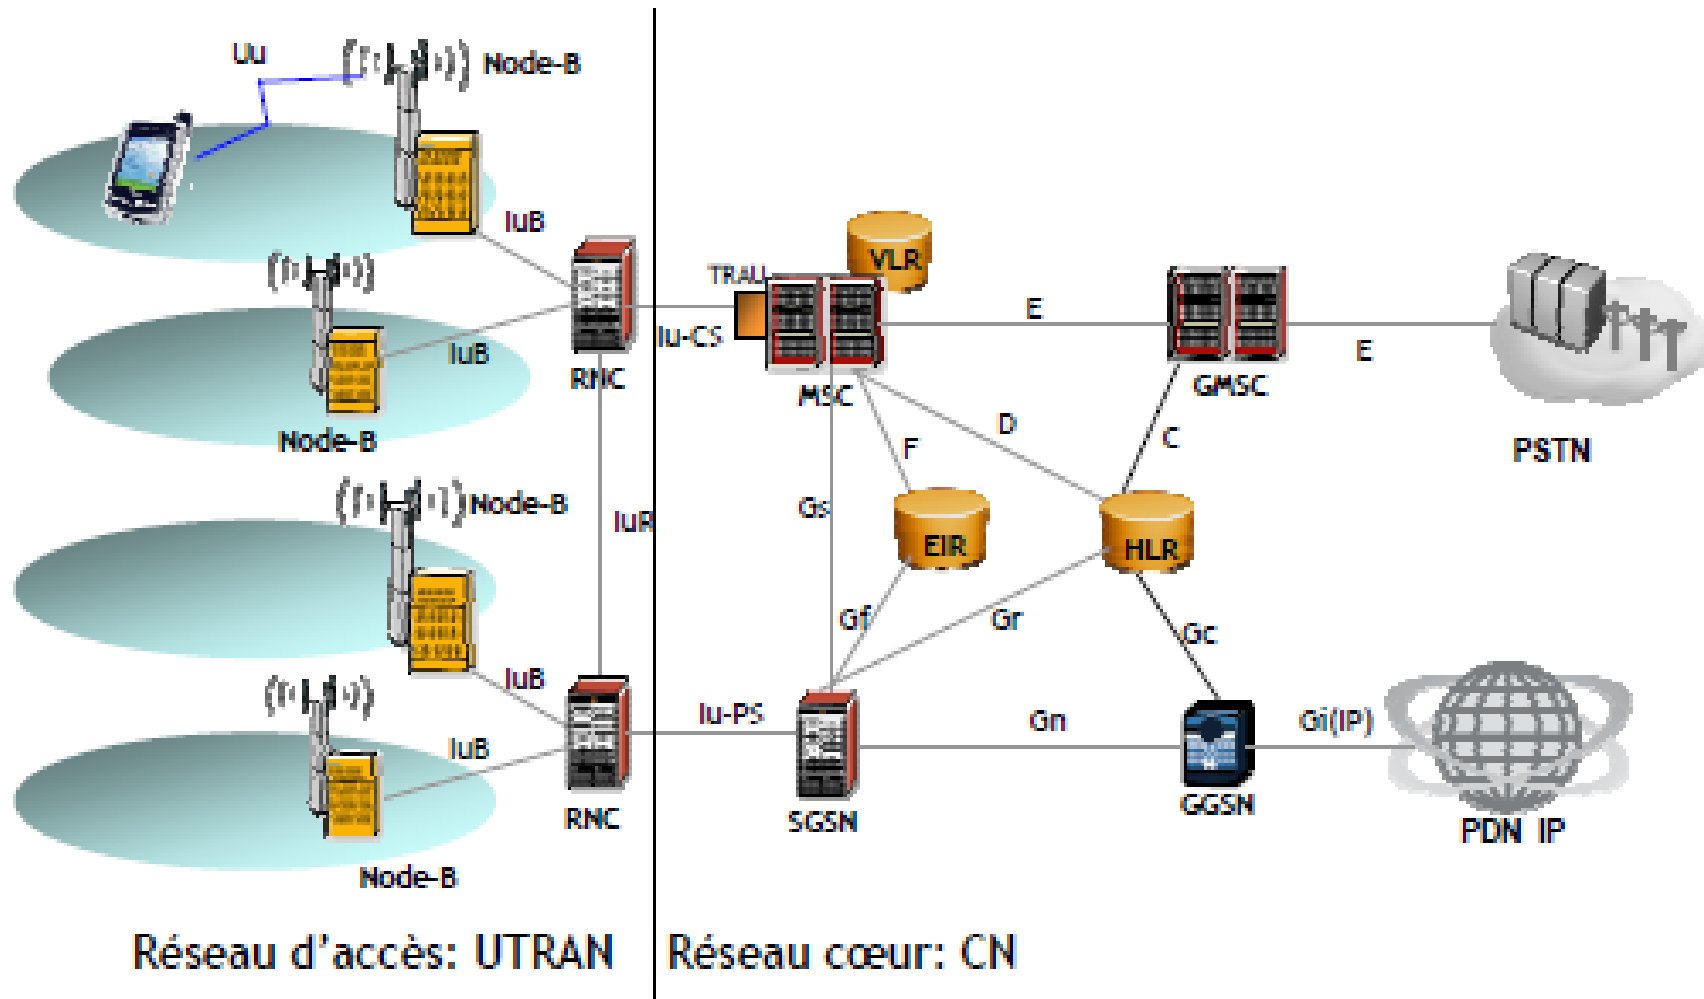 Uu
Node-B
IuB
VLR
TRAU
RNC
Iu-CS
IuB
MSC
E
GMSC
E
PSTN
Node-B
F
D
C
Node-B
Gs
IuR
EIR
HLR
Gf
Gr
Gc
IuB
Iu-PS
Gn
Gi(IP)
IuB
RNC
SGSN
GGSN
PDN IP
Node-B
Réseau d'accès: UTRAN
Réseau cœur: CN